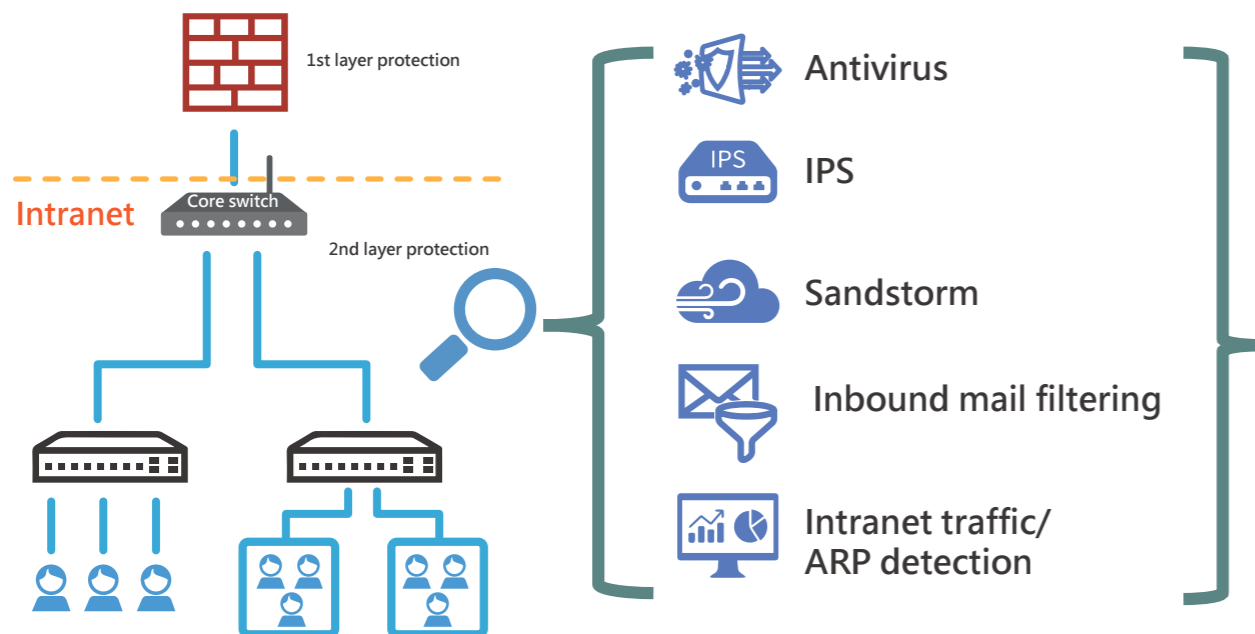 1st layer protection
Intranet
Core switch
2nd layer protection
Antivirus
IPS
IPS
Sandstorm
Inbound mail filtering
Intranet traffic/
ARP detection